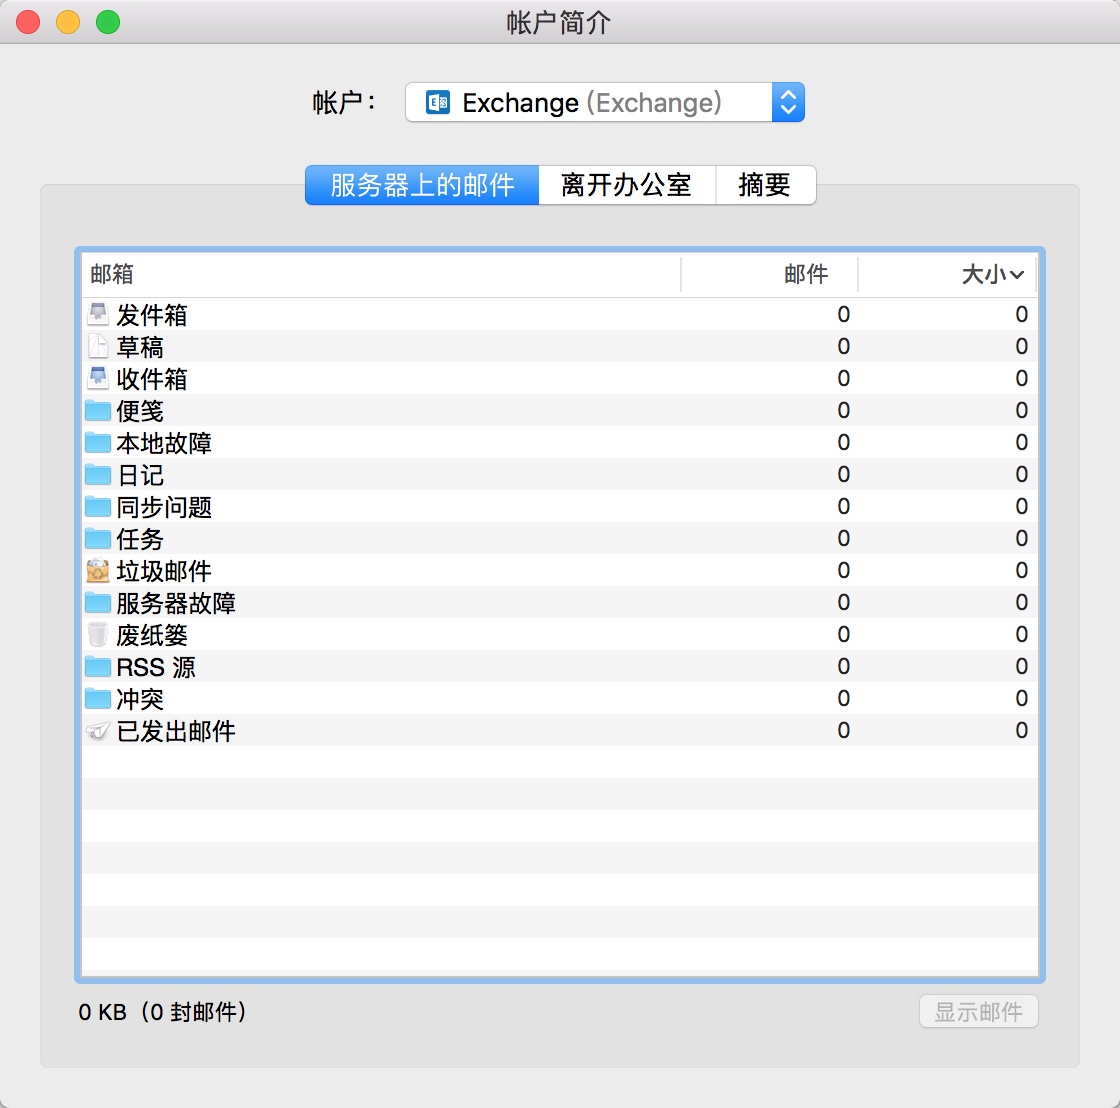 帐户简介
帐户： Exchange (Exchange)
服务器上的邮件 离开办公室 摘要
邮箱 邮件 大小
发件箱 0 0
草稿 0 0
收件箱 0 0
便笺 0 0
本地故障 0 0
日记 0 0
同步问题 0 0
任务 0 0
垃圾邮件 0 0
服务器故障 0 0
废纸篓 0 0
RSS 源 0 0
冲突 0 0
已发出邮件 0 0
0 KB（0 封邮件） 显示邮件